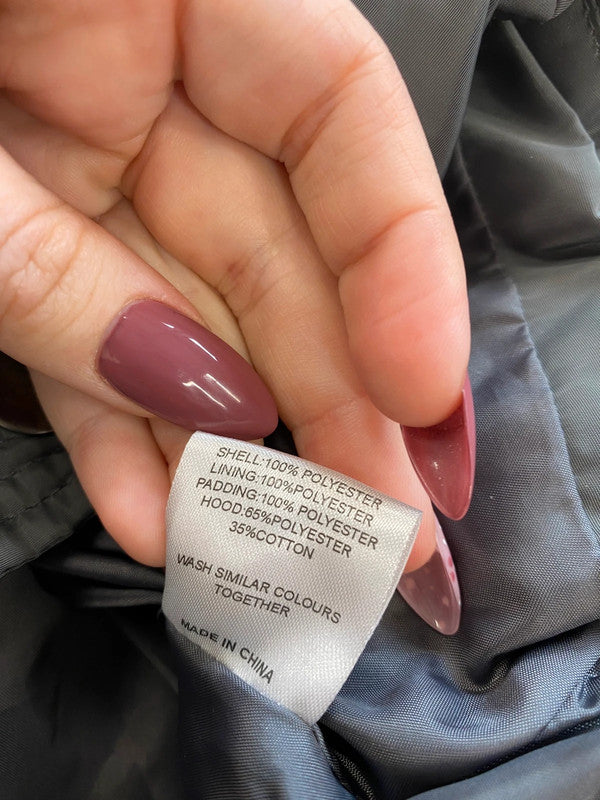 SHELL:100% POLYESTER
LINING:100%POLYESTER
PADDING:100% POLYESTER
HOOD:65%POLYESTER
35%COTTON
WASH SIMILAR COLOURS
TOGETHER
MADE IN CHINA